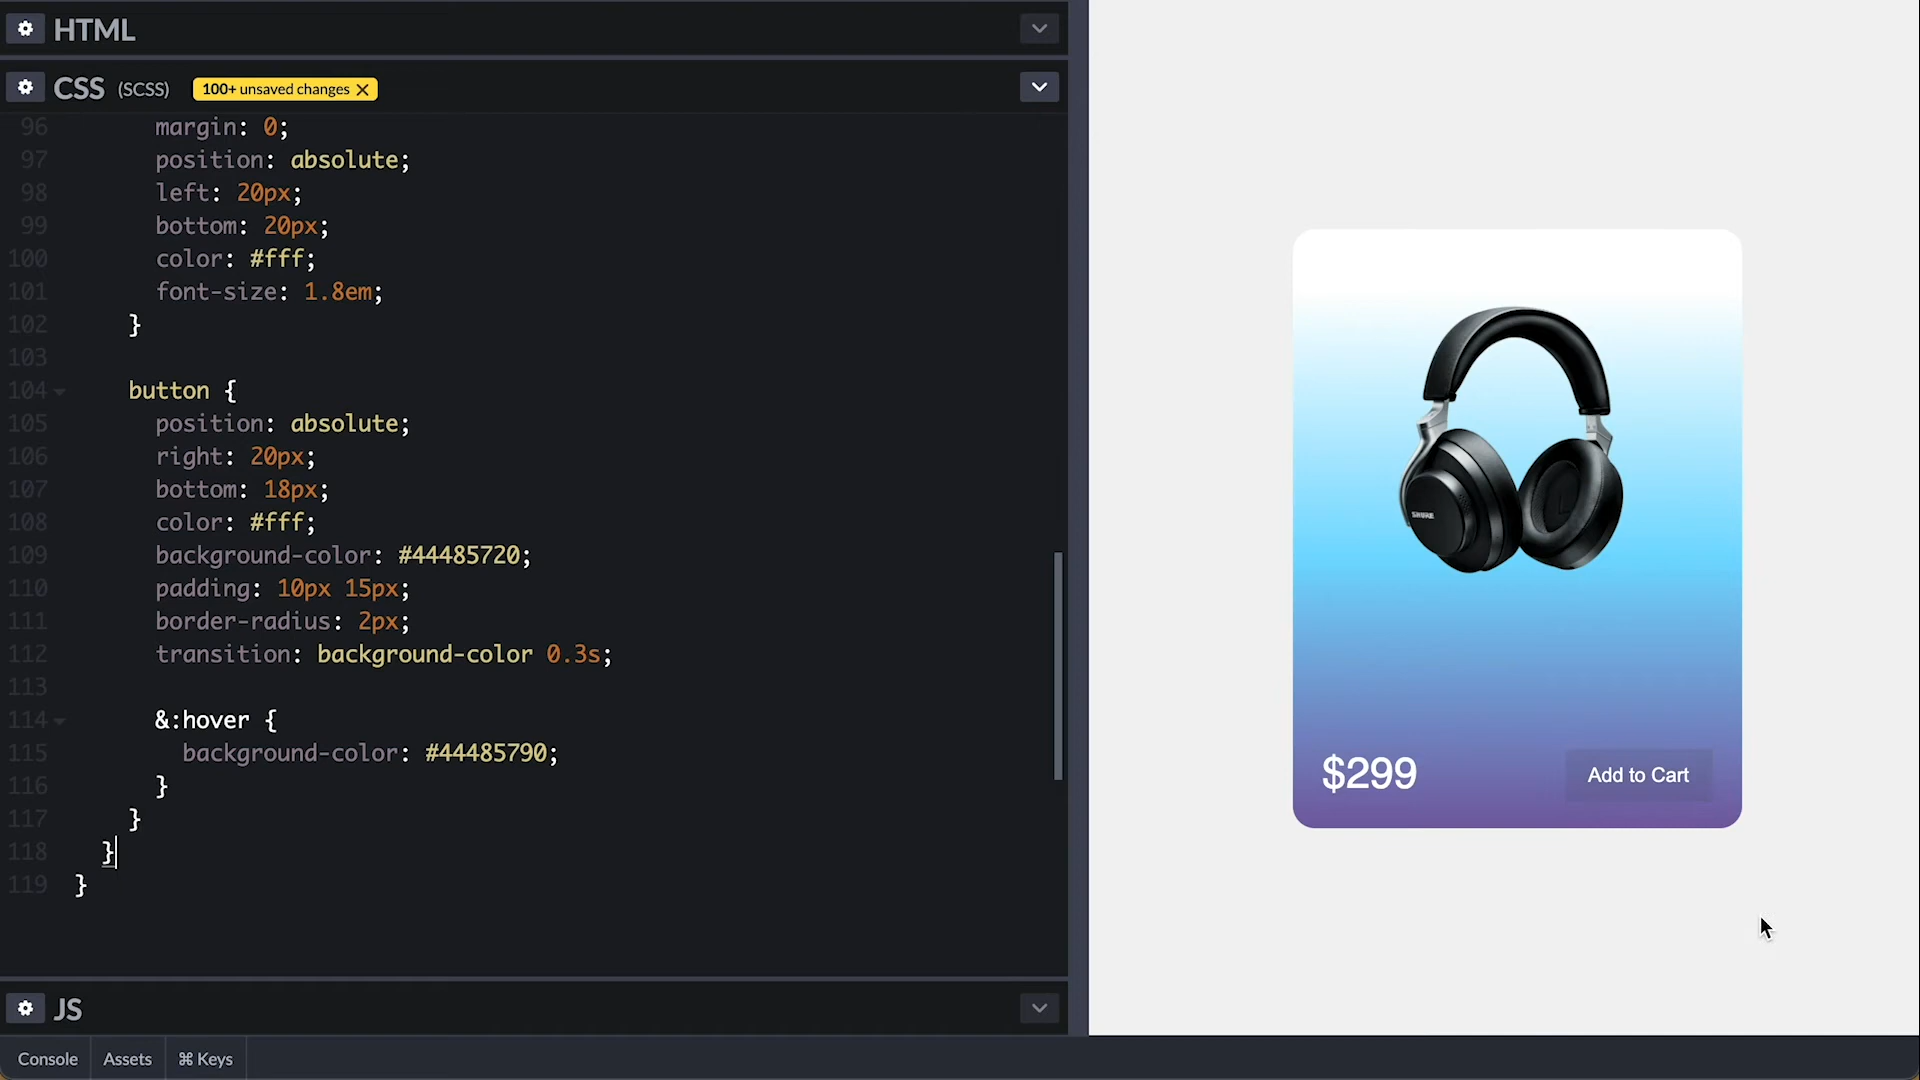 HTML
CSS (SCSS) 100+ unsaved changes ×
96 margin: 0;
97 position: absolute;
98 left: 20px;
99 bottom: 20px;
100 color: #fff;
101 font-size: 1.8em;
102 }
103
104 button {
105 position: absolute;
106 right: 20px;
107 bottom: 18px;
108 color: #fff;
109 background-color: #44485720;
110 padding: 10px 15px;
111 border-radius: 2px;
112 transition: background-color 0.3s;
113
114 &:hover {
115 background-color: #44485790;
116 }
117 }
118 }
119 }
JS
Console Assets ⌘ Keys
SHURE
$299 Add to Cart